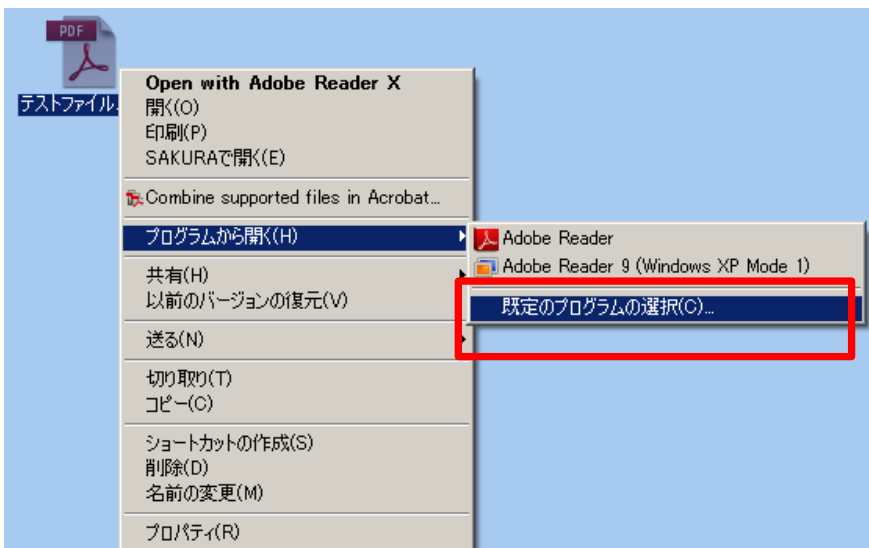 PDF
テストファイル.
Open with Adobe Reader X
開く(O)
印刷(P)
SAKURAで開く(E)
Combine supported files in Acrobat...
プログラムから開く(H)
共有(H)
以前のバージョンの復元(V)
送る(N)
切り取り(T)
コピー(C)
ショートカットの作成(S)
削除(D)
名前の変更(M)
プロパティ(R)
Adobe Reader
Adobe Reader 9 (Windows XP Mode 1)
既定のプログラムの選択(C)...